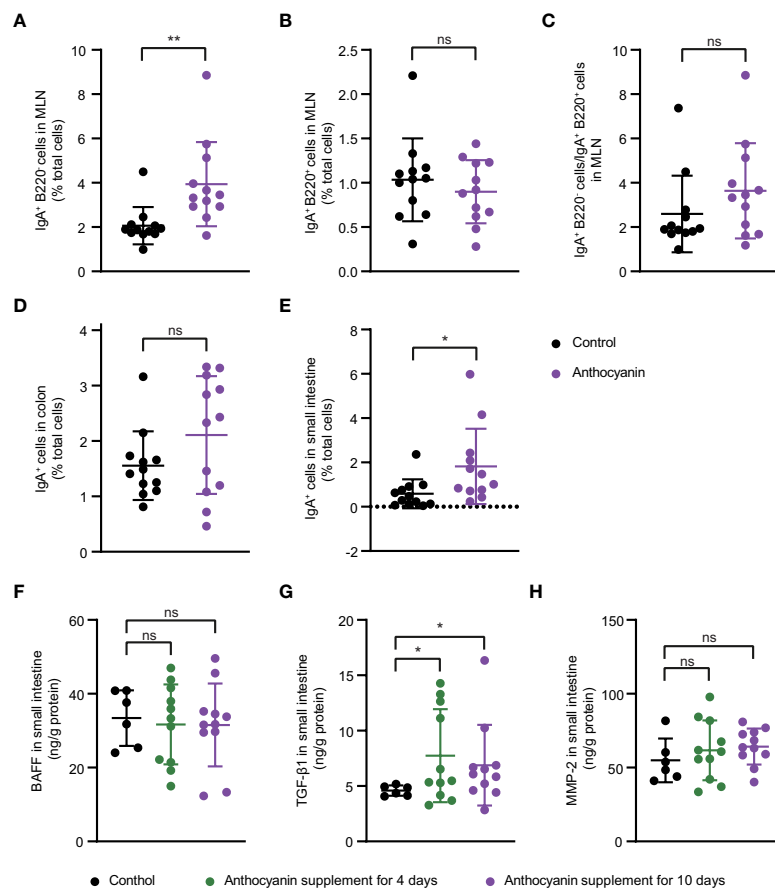 A
**
IgA⁺ B220⁻ cells in MLN
(% total cells)
10
8
6
4
2
0
B
ns
IgA⁺ B220⁺ cells in MLN
(% total cells)
2.5
2.0
1.5
1.0
0.5
0.0
C
ns
IgA⁺ B220⁻ cells/IgA⁺ B220⁺ cells
in MLN
10
8
6
4
2
0
D
ns
IgA⁺ cells in colon
(% total cells)
4
3
2
1
0
E
*
IgA⁺ cells in small intestine
(% total cells)
8
6
4
2
0
-2
Control
Anthocyanin
F
ns
ns
BAFF in small intestine
(ng/g protein)
60
40
20
0
G
*
*
TGF-β1 in small intestine
(ng/g protein)
20
15
10
5
0
H
ns
ns
MMP-2 in small intestine
(ng/g protein)
150
100
50
0
Control
Anthocyanin supplement for 4 days
Anthocyanin supplement for 10 days